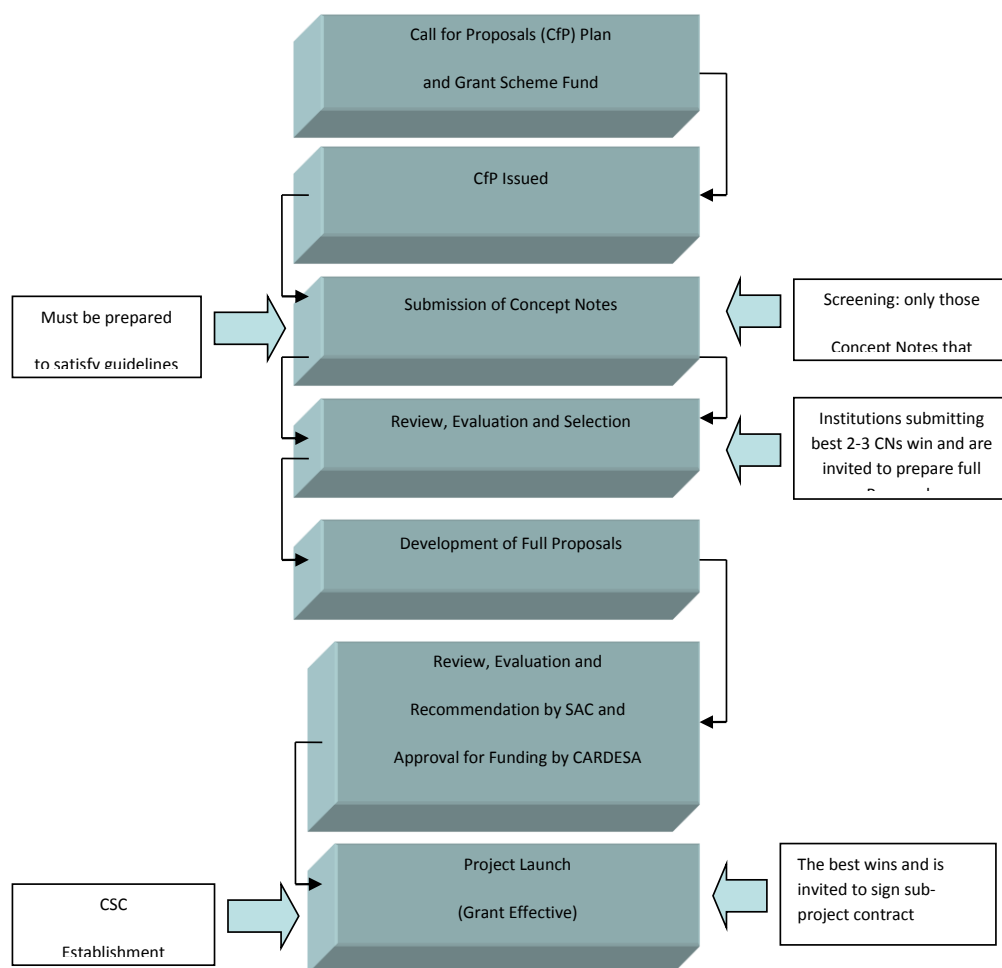 Call for Proposals (CfP) Plan
and Grant Scheme Fund
CfP Issued
Submission of Concept Notes
Must be prepared
to satisfy guidelines
Screening: only those
Concept Notes that
Review, Evaluation and Selection
Institutions submitting
best 2-3 CNs win and are
invited to prepare full
Development of Full Proposals
Review, Evaluation and
Recommendation by SAC and
Approval for Funding by CARDESA
Project Launch
(Grant Effective)
CSC
Establishment
The best wins and is
invited to sign sub-
project contract